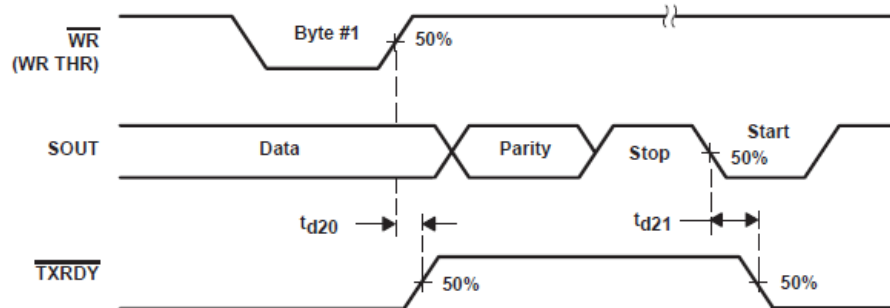 WR
(WR THR)
Byte #1
50%
SOUT
Data
Parity
Stop
Start
50%
td20
td21
TXRDY
50%
50%